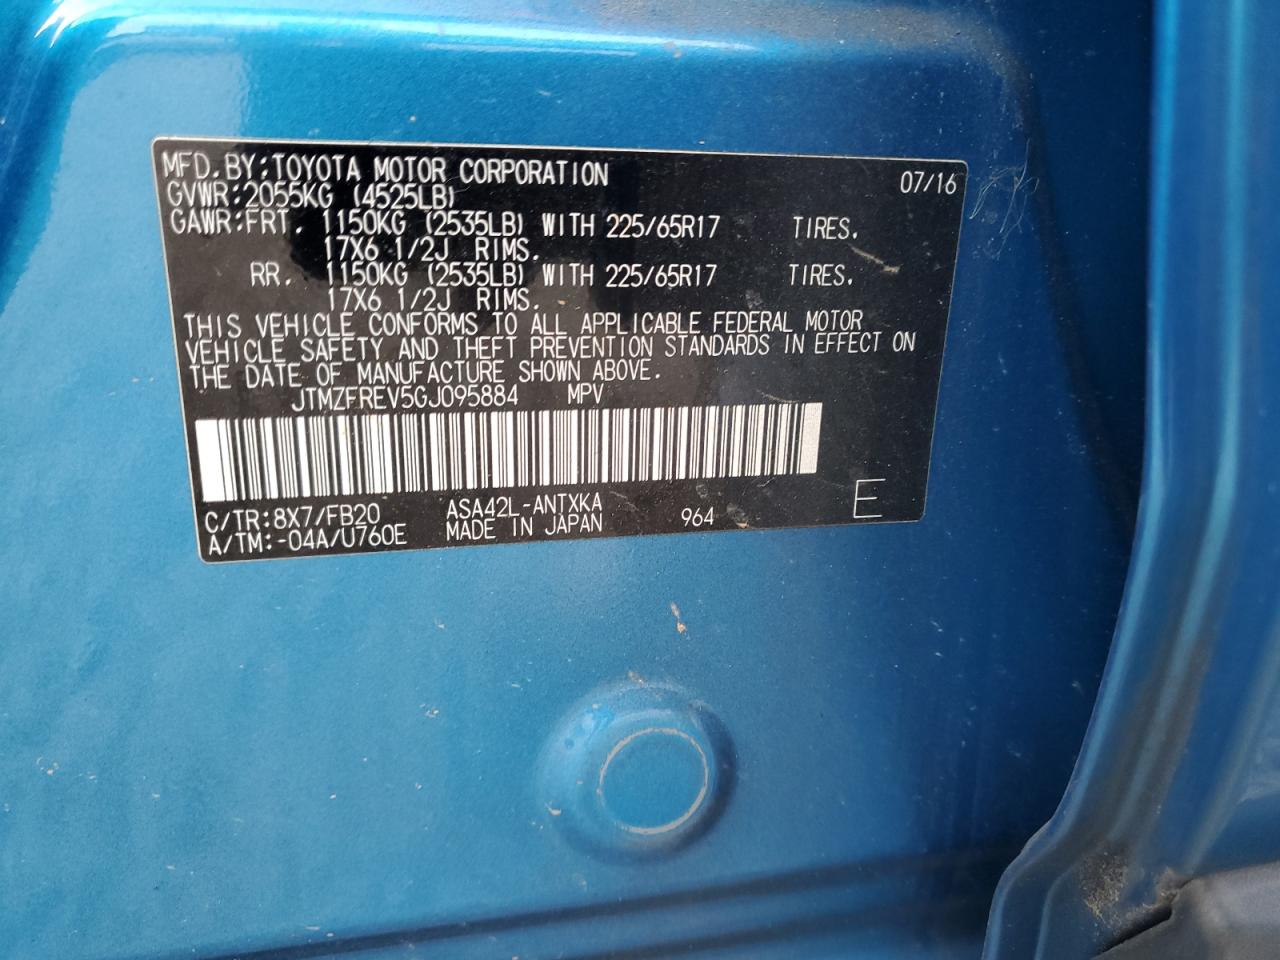 MFD.BY:TOYOTA MOTOR CORPORATION 07/16
GVWR:2055KG (4525LB)
GAWR:FRT. 1150KG (2535LB) WITH 225/65R17 TIRES.
17X6 1/2J RIMS.
RR. 1150KG (2535LB) WITH 225/65R17 TIRES.
17X6 1/2J RIMS.
THIS VEHICLE CONFORMS TO ALL APPLICABLE FEDERAL MOTOR
VEHICLE SAFETY AND THEFT PREVENTION STANDARDS IN EFFECT ON
THE DATE OF MANUFACTURE SHOWN ABOVE.
JTMZFREV5GJ095884 MPV
C/TR:8X7/FB20 ASA42L-ANTXKA
A/TM:-04A/U760E MADE IN JAPAN 964 E